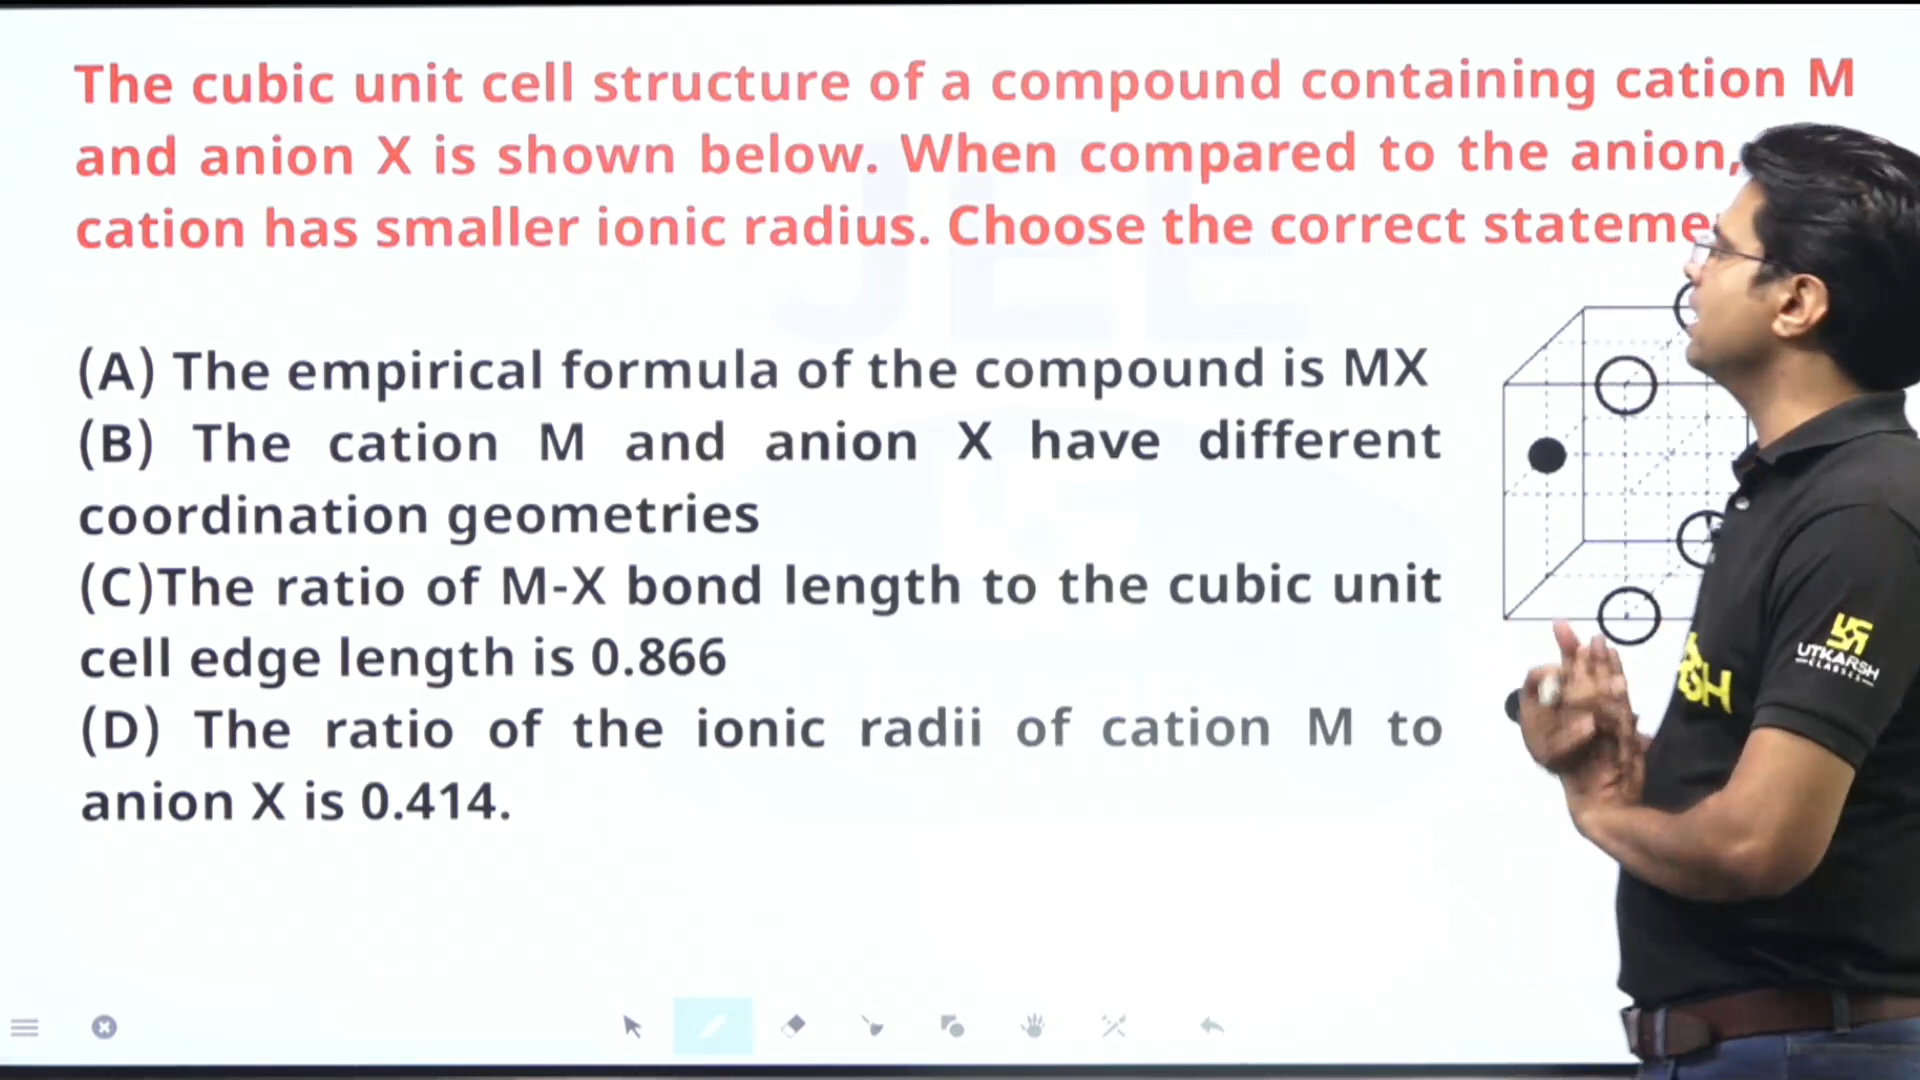 The cubic unit cell structure of a compound containing cation M
and anion X is shown below. When compared to the anion,
cation has smaller ionic radius. Choose the correct
(A) The empirical formula of the compound is MX
(B) The cation M and anion X have different
coordination geometries
(C)The ratio of M-X bond length to the cubic unit
cell edge length is 0.866
(D) The ratio of the ionic radii of cation M to
anion X is 0.414.
JEE
UTKARSH
CLASSES